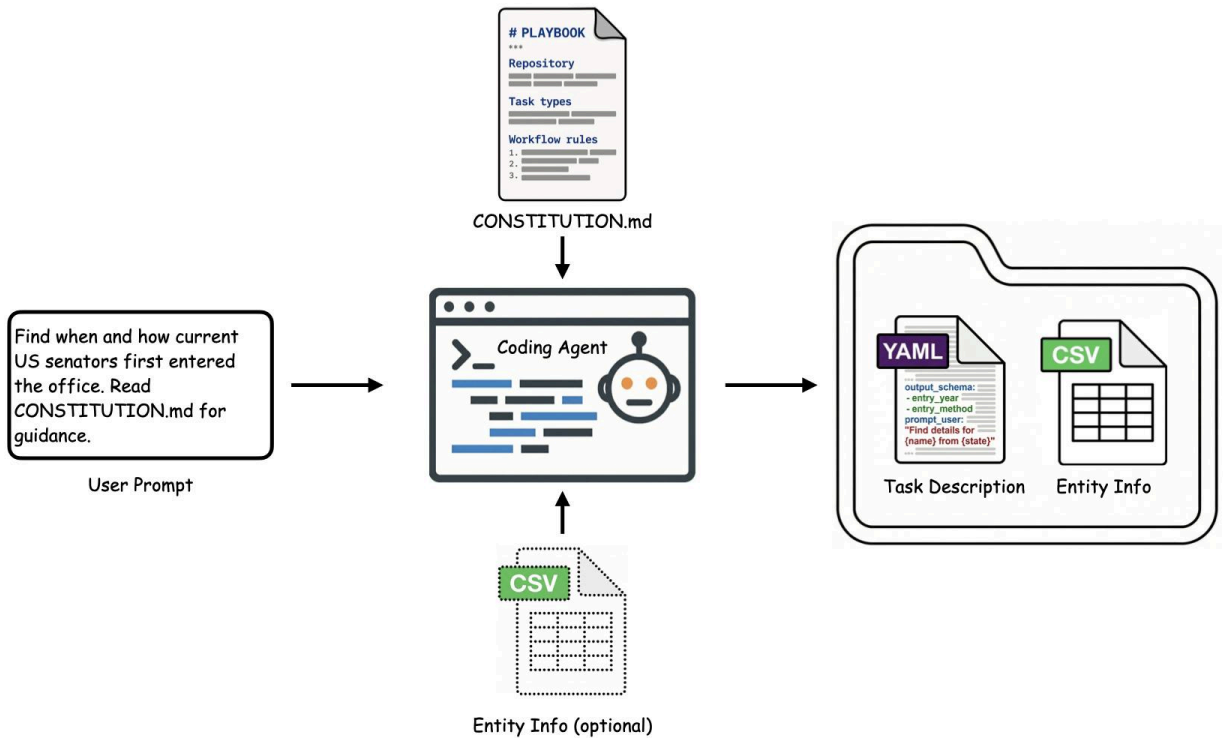 # PLAYBOOK
***
Repository
Task types
Workflow rules
1.
2.
3.
CONSTITUTION.md
Find when and how current
US senators first entered
the office. Read
CONSTITUTION.md for
guidance.
User Prompt
Coding Agent
CSV
Entity Info (optional)
YAML
output_schema:
- entry_year
- entry_method
prompt_user:
"Find details for
{name} from {state}"
Task Description
CSV
Entity Info